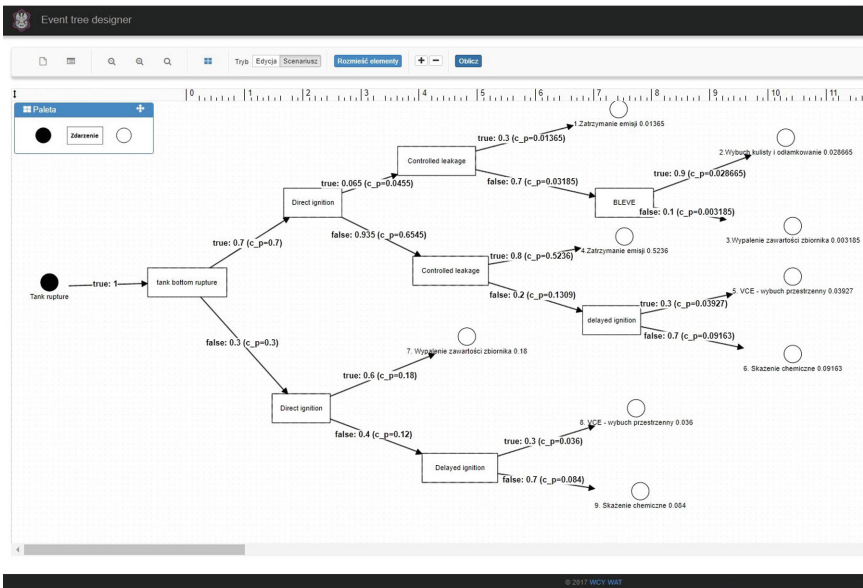 Event tree designer
Tryb Edycja Scenariusz Rozmieść elementy + − Oblicz
0 1 2 3 4 5 6 7 8 9 10 11
Paleta
Zdarzenie
true: 0.3 (c_p=0.01365)
1.Zatrzymanie emisji 0.01365
Controlled leakage
2.Wybuch kulisty i odłamkowanie 0.028665
true: 0.9 (c_p=0.028665)
true: 0.065 (c_p=0.0455)
false: 0.7 (c_p=0.03185)
Direct ignition
BLEVE
false: 0.1 (c_p=0.003185)
false: 0.935 (c_p=0.6545)
true: 0.7 (c_p=0.7)
3.Wypalenie zawartości zbiornika 0.003185
4.Zatrzymanie emisji 0.5236
true: 0.8 (c_p=0.5236)
Controlled leakage
tank bottom rupture
true: 1
Tank rupture
5. VCE - wybuch przestrzenny 0.03927
false: 0.2 (c_p=0.1309)
true: 0.3 (c_p=0.03927)
delayed ignition
false: 0.7 (c_p=0.09163)
false: 0.3 (c_p=0.3)
7. Wypalenie zawartości zbiornika 0.18
6. Skażenie chemiczne 0.09163
true: 0.6 (c_p=0.18)
Direct ignition
8. VCE - wybuch przestrzenny 0.036
false: 0.4 (c_p=0.12)
true: 0.3 (c_p=0.036)
Delayed ignition
false: 0.7 (c_p=0.084)
9. Skażenie chemiczne 0.084
© 2017 WCY WAT